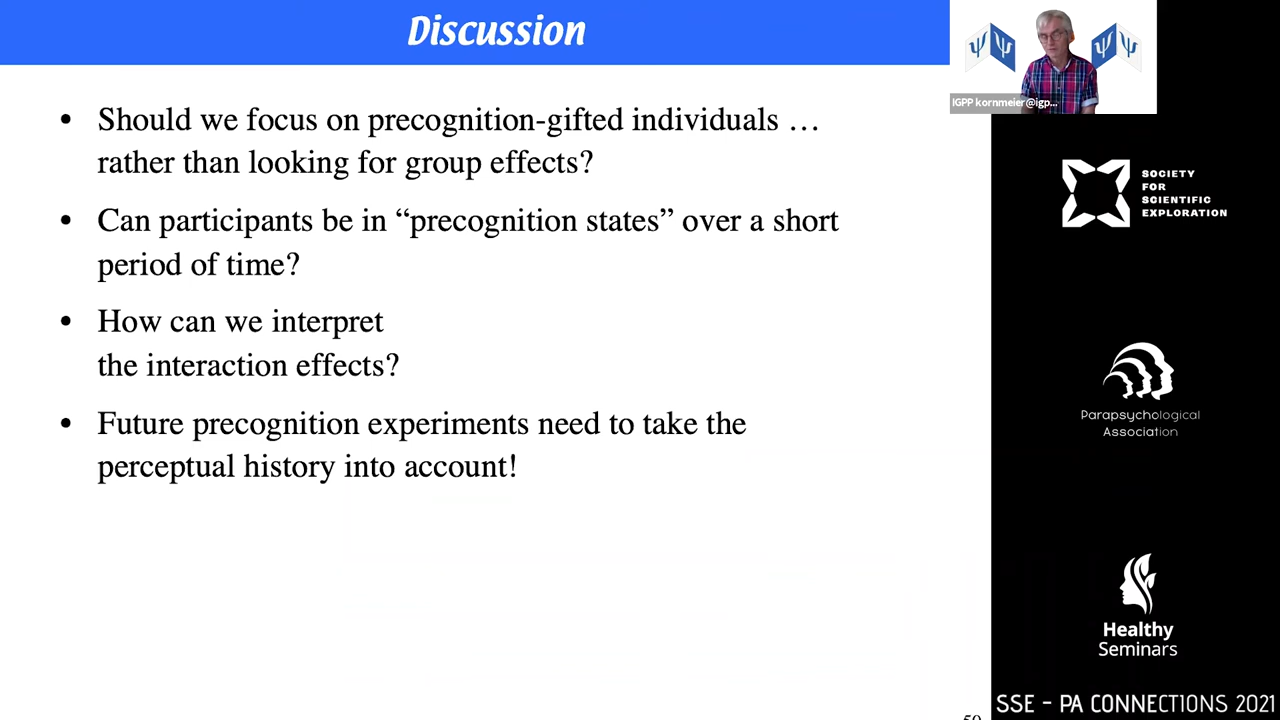 Discussion
• Should we focus on precognition-gifted individuals …
rather than looking for group effects?
• Can participants be in “precognition states” over a short
period of time?
• How can we interpret
the interaction effects?
• Future precognition experiments need to take the
perceptual history into account!
IGPP kornmeier@igp...
SOCIETY
FOR
SCIENTIFIC
EXPLORATION
Parapsychological
Association
Healthy
Seminars
SSE - PA CONNECTIONS 2021